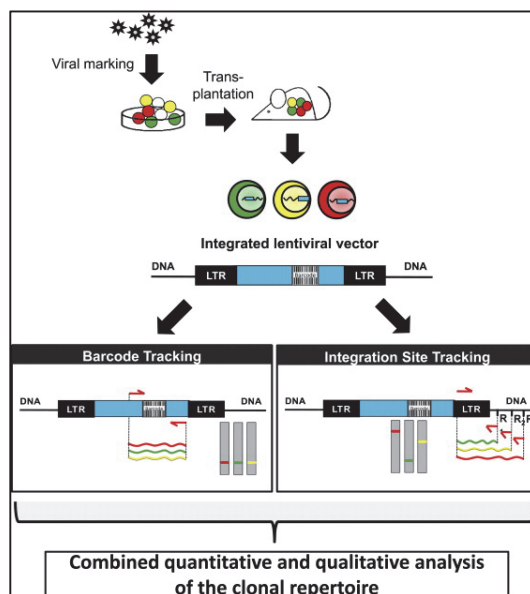 Viral marking
Trans-
plantation
Integrated lentiviral vector
DNA
DNA
LTR
Barcode
LTR
Barcode Tracking
DNA
DNA
LTR
LTR
Integration Site Tracking
DNA
DNA
LTR
LTR
R
R
R
Combined quantitative and qualitative analysis
of the clonal repertoire